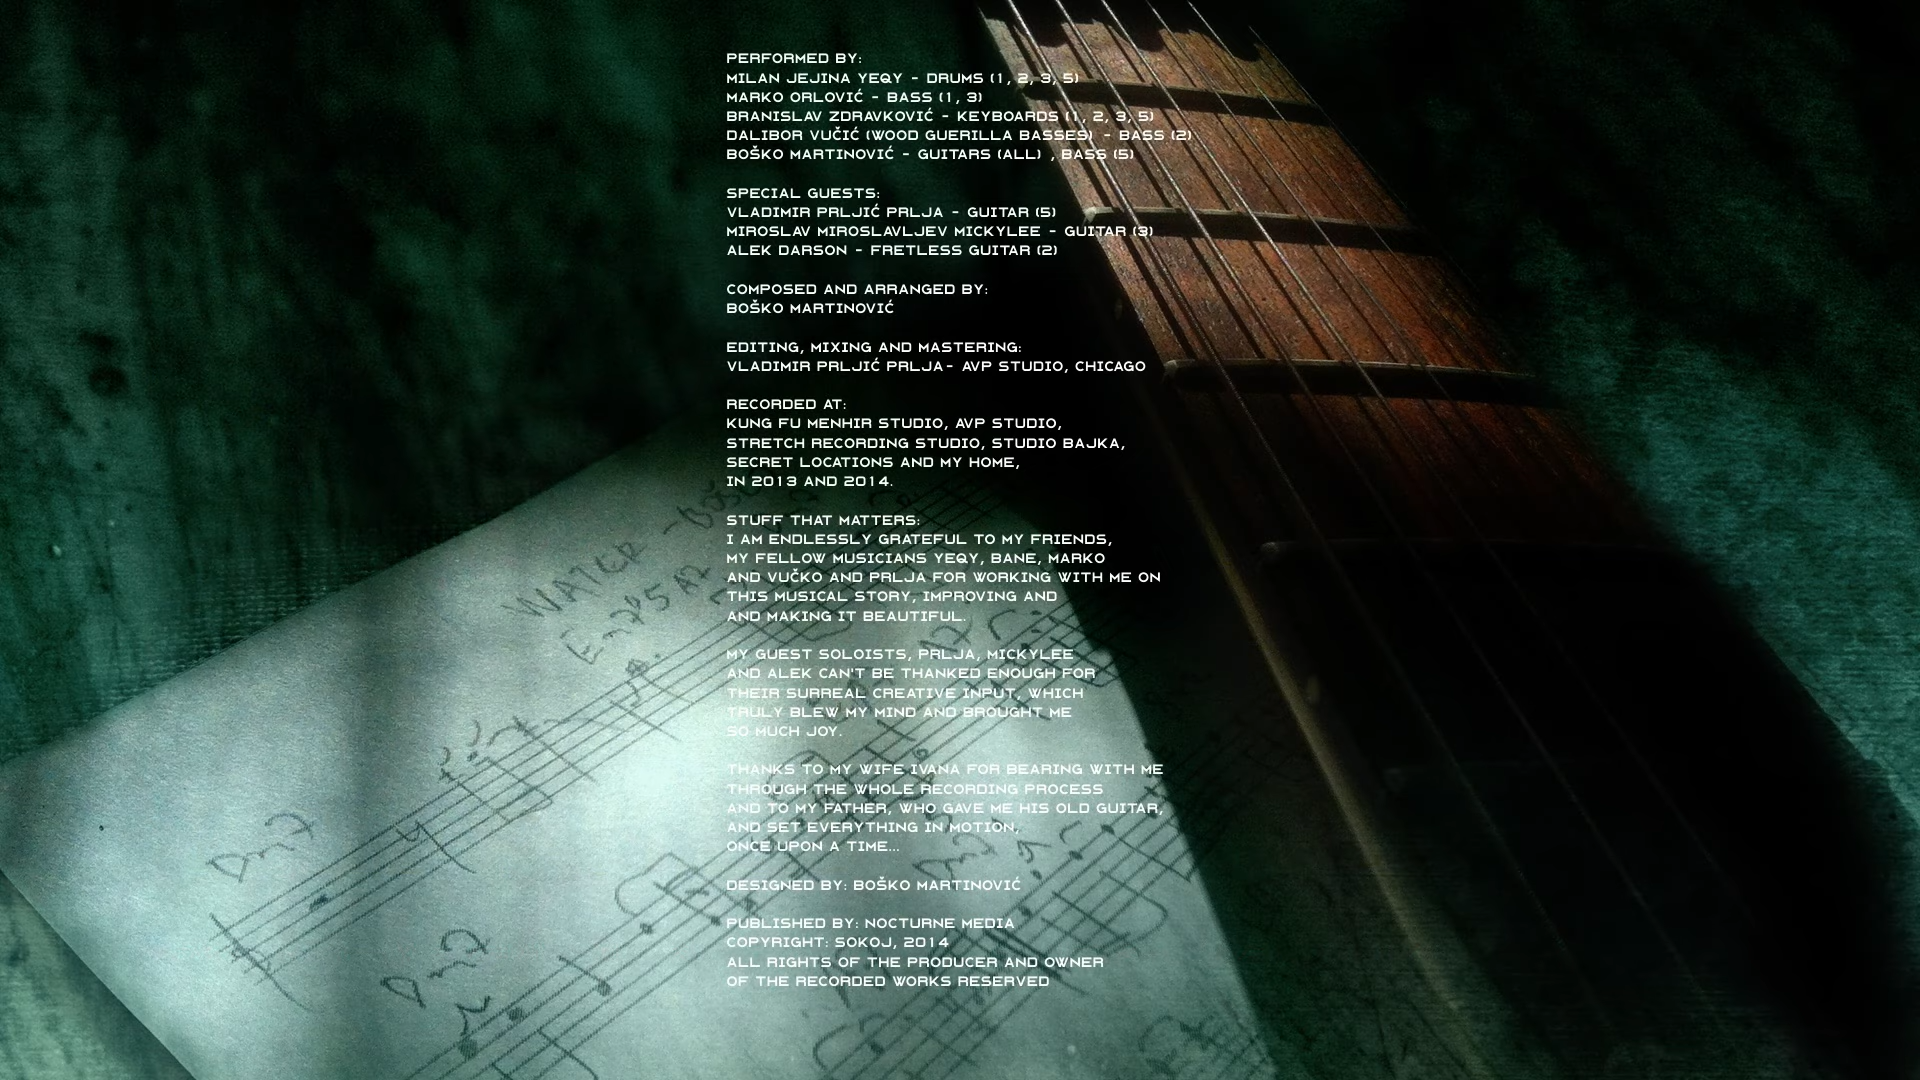 PERFORMED BY:
MILAN JEJINA YEQY - DRUMS (1, 2, 3, 5)
MARKO ORLOVIĆ - BASS (1, 3)
BRANISLAV ZDRAVKOVIĆ - KEYBOARDS (1, 2, 3, 5)
DALIBOR VUČIĆ (WOOD GUERILLA BASSES) - BASS (2)
BOŠKO MARTINOVIĆ - GUITARS (ALL) , BASS (5)
SPECIAL GUESTS:
VLADIMIR PRLJIĆ PRLJA - GUITAR (5)
MIROSLAV MIROSLAVLJEV MICKYLEE - GUITAR (3)
ALEK DARSON - FRETLESS GUITAR (2)
COMPOSED AND ARRANGED BY:
BOŠKO MARTINOVIĆ
EDITING, MIXING AND MASTERING:
VLADIMIR PRLJIĆ PRLJA- AVP STUDIO, CHICAGO
RECORDED AT:
KUNG FU MENHIR STUDIO, AVP STUDIO,
STRETCH RECORDING STUDIO, STUDIO BAJKA,
SECRET LOCATIONS AND MY HOME,
IN 2013 AND 2014.
STUFF THAT MATTERS:
I AM ENDLESSLY GRATEFUL TO MY FRIENDS,
MY FELLOW MUSICIANS YEQY, BANE, MARKO
AND VUČKO AND PRLJA FOR WORKING WITH ME ON
THIS MUSICAL STORY, IMPROVING AND
AND MAKING IT BEAUTIFUL.
MY GUEST SOLOISTS, PRLJA, MICKYLEE
AND ALEK CAN'T BE THANKED ENOUGH FOR
THEIR SURREAL CREATIVE INPUT, WHICH
TRULY BLEW MY MIND AND BROUGHT ME
SO MUCH JOY.
THANKS TO MY WIFE IVANA FOR BEARING WITH ME
THROUGH THE WHOLE RECORDING PROCESS
AND TO MY FATHER, WHO GAVE ME HIS OLD GUITAR,
AND SET EVERYTHING IN MOTION,
ONCE UPON A TIME...
DESIGNED BY: BOŠKO MARTINOVIĆ
PUBLISHED BY: NOCTURNE MEDIA
COPYRIGHT: SOKOJ, 2014
ALL RIGHTS OF THE PRODUCER AND OWNER
OF THE RECORDED WORKS RESERVED
WATER -